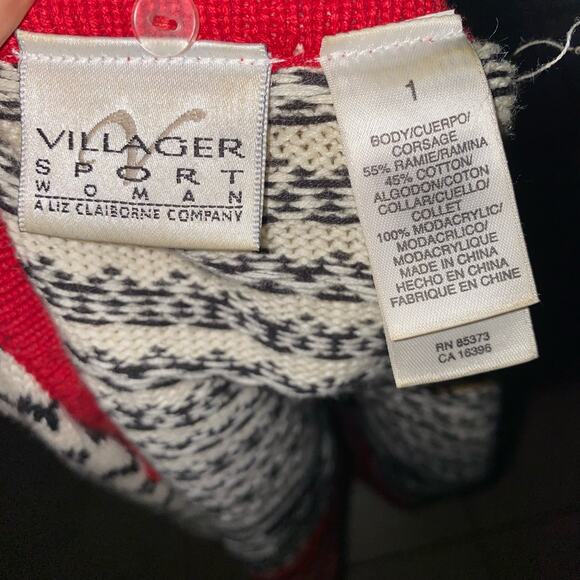 V
VILLAGER
SPORT
WOMAN
A LIZ CLAIBORNE COMPANY
1
BODY/CUERPO/
CORSAGE
55% RAMIE/RAMINA
45% COTTON/
ALGODON/COTON
COLLAR/CUELLO/
COLLET
100% MODACRYLIC/
MODACRLICO/
MODACRYLIQUE
MADE IN CHINA
HECHO EN CHINA
FABRIQUE EN CHINE
RN 85373
CA 16396